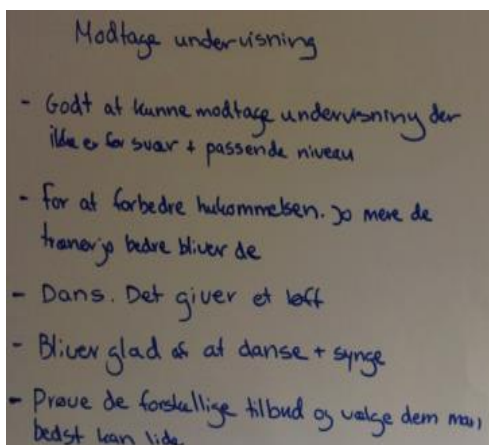 Modtage undervisning
- Godt at kunne modtage undervisning der
ikke er for svær + passende niveau
- For at forbedre hukommelsen. Jo mere de
træner jo bedre bliver de
- Dans. Det giver et løft
- Bliver glad af at danse + synge
- Prøve de forskellige tilbud og vælge dem man
bedst kan lide